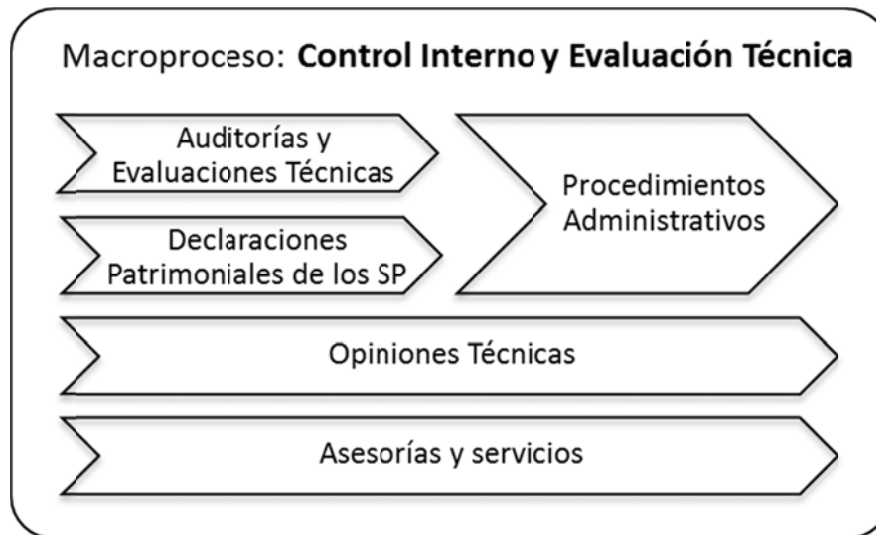 Macroproceso: Control Interno y Evaluación Técnica
Auditorías y
Evaluaciones Técnicas
Declaraciones
Patrimoniales de los SP
Procedimientos
Administrativos
Opiniones Técnicas
Asesorías y servicios